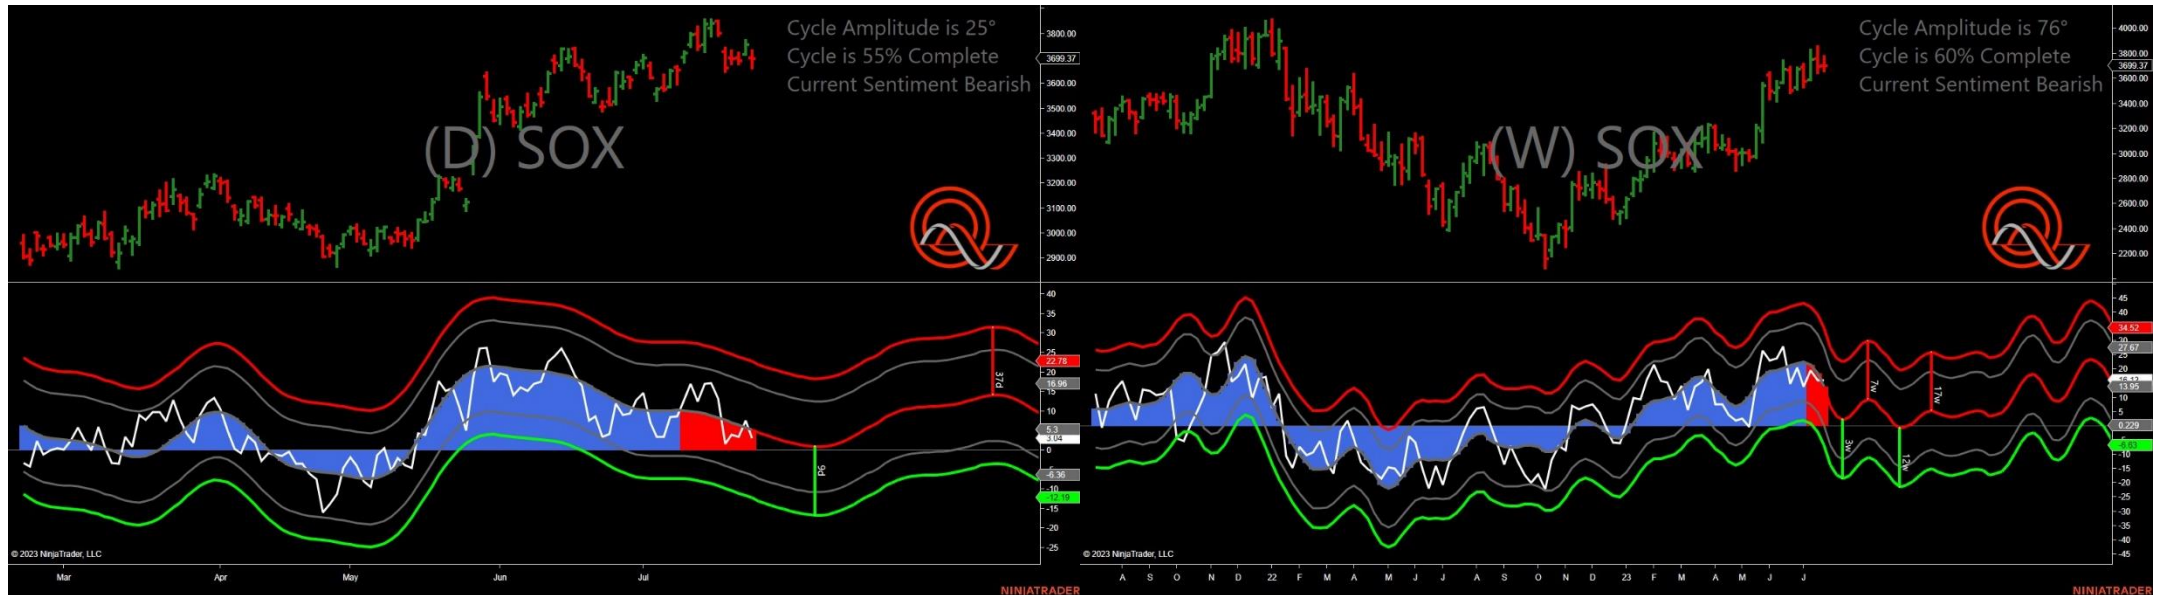 Cycle Amplitude is 25°
Cycle is 55% Complete
Current Sentiment Bearish
(D) SOX
3800.00
3699.37
3600.00
3500.00
3400.00
3300.00
3200.00
3100.00
3000.00
2900.00
40
35
30
25
22.78
20
16.96
15
10
5.3
3.04
0
-6.36
-10
-12.19
-15
-20
-25
37d
9d
© 2023 NinjaTrader, LLC
Mar Apr May Jun Jul
NINJATRADER
Cycle Amplitude is 76°
Cycle is 60% Complete
Current Sentiment Bearish
(W) SOX
4000.00
3800.00
3699.37
3600.00
3400.00
3200.00
3000.00
2800.00
2600.00
2400.00
2200.00
45
40
34.52
27.67
25
13.95
10
5
0.229
-10
-15
-20
-25
-30
-35
-40
-45
3w
7w
12w
17w
© 2023 NinjaTrader, LLC
A S O N D 22 F M A M J J A S O N D 23 F M A M J J
NINJATRADER